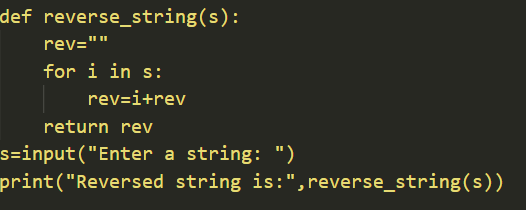 def reverse_string(s):
    rev=""
    for i in s:
        rev=i+rev
    return rev
s=input("Enter a string: ")
print("Reversed string is:",reverse_string(s))